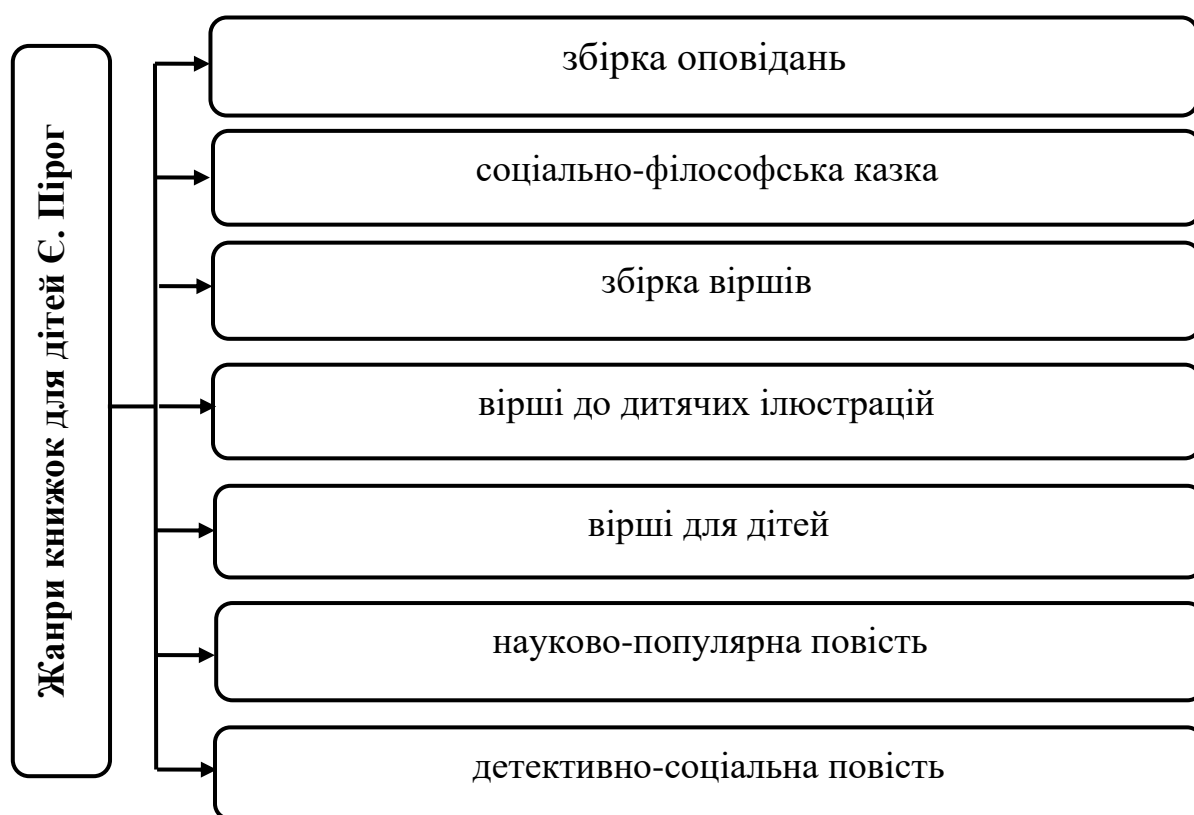 Жанри книжок для дітей Є. Пірог
збірка оповідань
соціально-філософська казка
збірка віршів
вірші до дитячих ілюстрацій
вірші для дітей
науково-популярна повість
детективно-соціальна повість